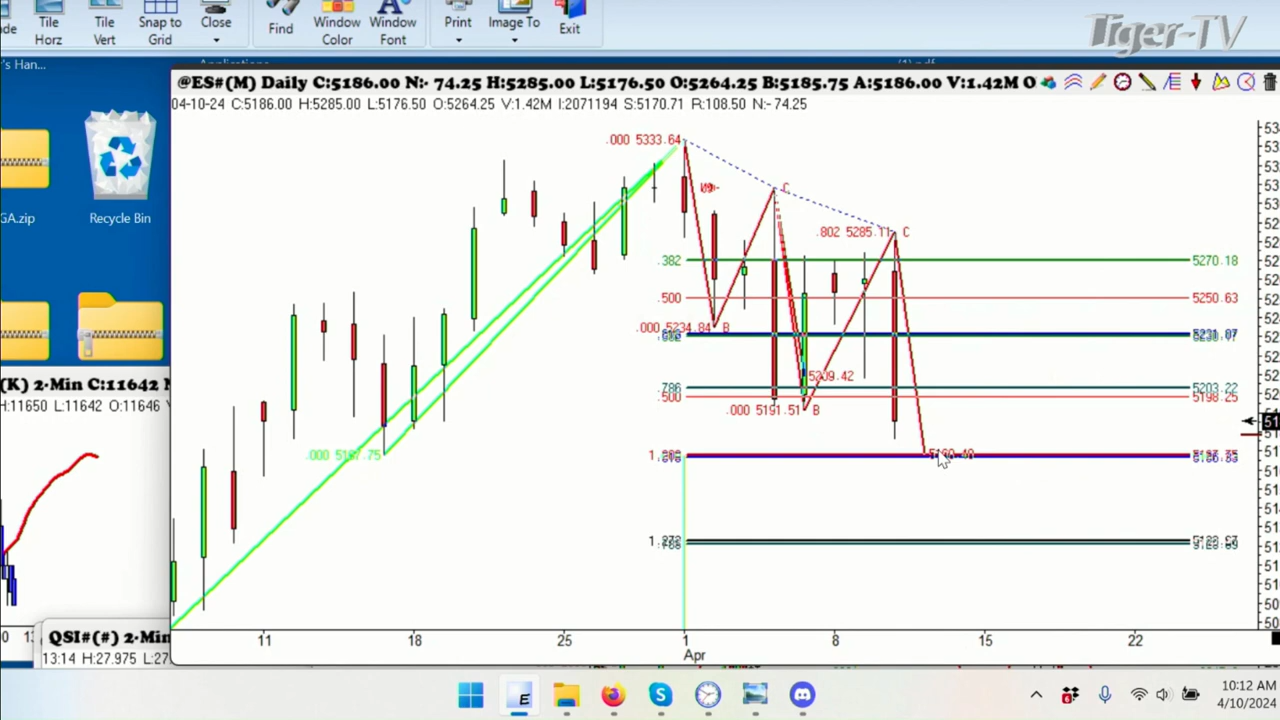 Tile Tile Snap to Close Find Window Window Print Image To Exit
Horz Vert Grid Color Font
Tiger-TV
's Han...
@ES#(M) Daily C:5186.00 N:- 74.25 H:5285.00 L:5176.50 O:5264.25 B:5185.75 A:5186.00 V:1.42M O
04-10-24 C:5186.00 H:5285.00 L:5176.50 O:5264.25 V:1.42M I:2071194 S:5170.71 R:108.50 N:-74.25
.000 5333.64
C
GA.zip
Recycle Bin
.802 5285.11 C
.382 5270.18
.500 5250.63
.000 5234.84 B
5209.42
.786 5203.22
.500 5198.25
.000 5191.51 B
(K) 2-Min C:11642
H:11650 L:11642 O:11646
.000 5167.75
QSI#(#) 2-Min
13:14 H:27.975 L:27
11 18 25 1 8 15 22
Apr
10:12 AM
4/10/2024